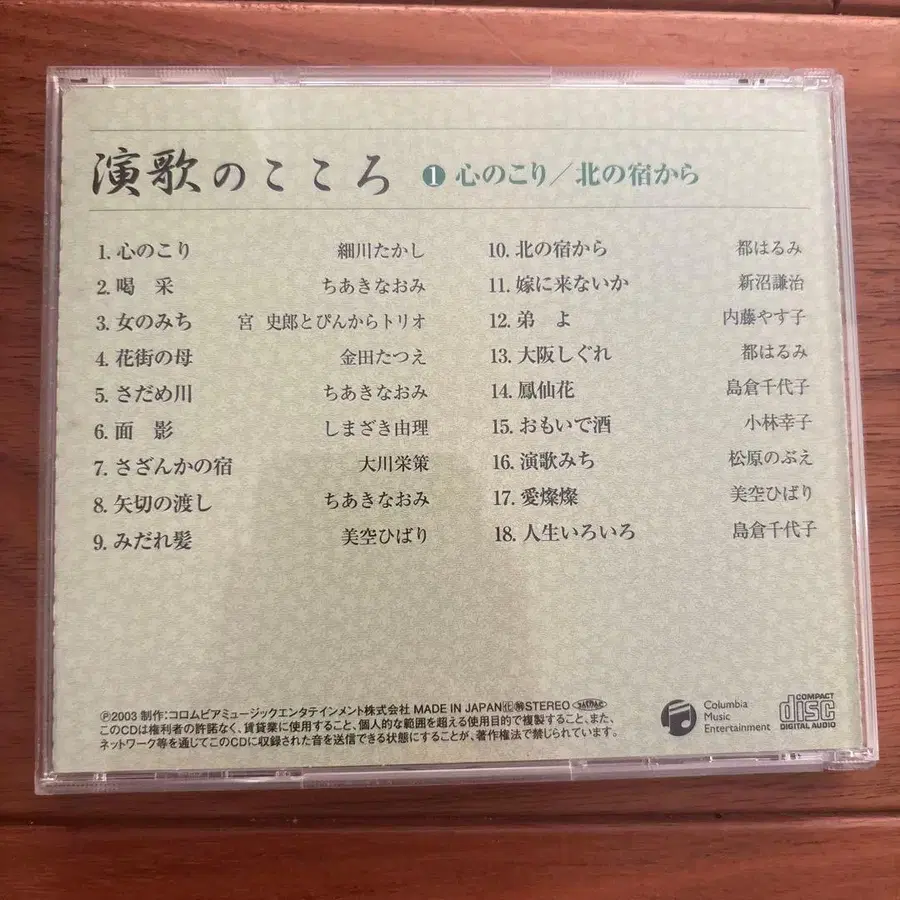 演歌のこころ ❶ 心のこり／北の宿から
1. 心のこり 細川たかし
2. 喝　采 ちあきなおみ
3. 女のみち 宮　史郎とぴんからトリオ
4. 花街の母 金田たつえ
5. さだめ川 ちあきなおみ
6. 面　影 しまざき由理
7. さざんかの宿 大川栄策
8. 矢切の渡し ちあきなおみ
9. みだれ髪 美空ひばり
10. 北の宿から 都はるみ
11. 嫁に来ないか 新沼謙治
12. 弟　よ 内藤やす子
13. 大阪しぐれ 都はるみ
14. 鳳仙花 島倉千代子
15. おもいで酒 小林幸子
16. 演歌みち 松原のぶえ
17. 愛燦燦 美空ひばり
18. 人生いろいろ 島倉千代子
℗2003 制作：コロムビアミュージックエンタテインメント株式会社 MADE IN JAPAN STEREO
このCDは権利者の許諾なく、賃貸業に使用すること、個人的な範囲を超える使用目的で複製すること、また、
ネットワーク等を通じてこのCDに収録された音を送信できる状態にすることが、著作権法で禁じられています。
Columbia
Music
Entertainment
COMPACT
disc
DIGITAL AUDIO